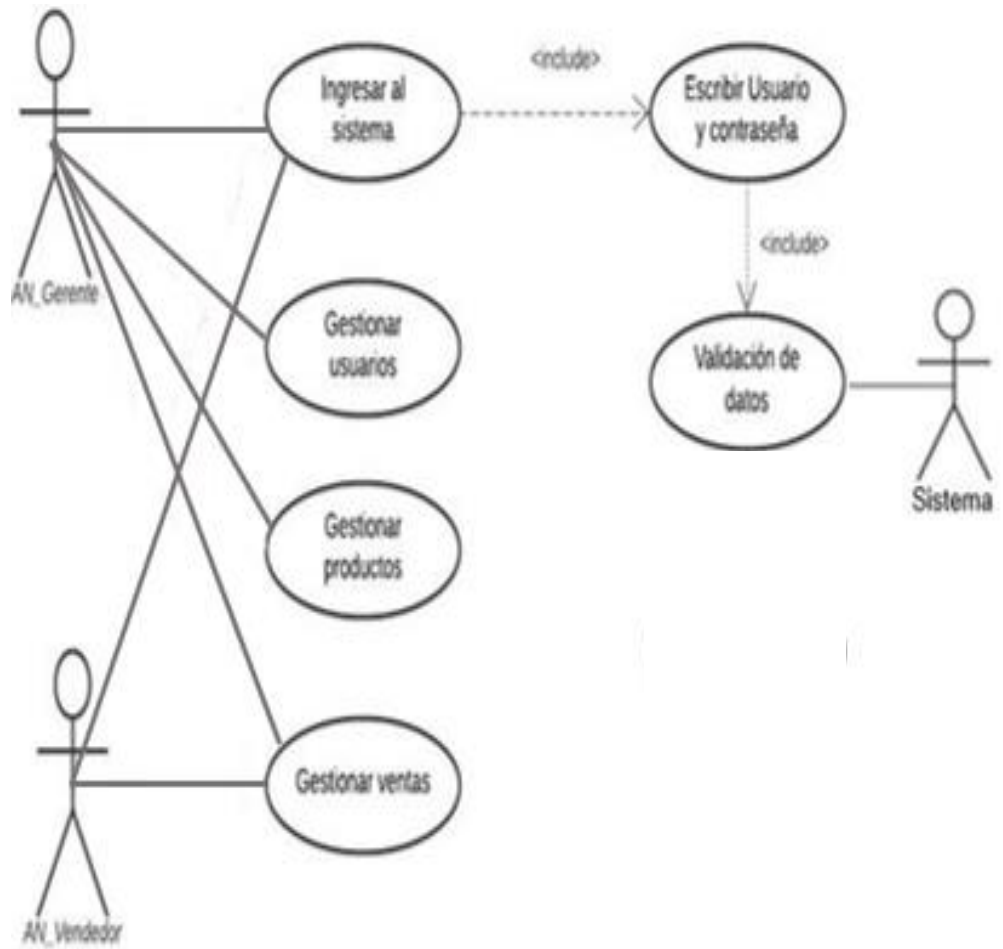 Ingresar al
sistema
<include>
Escribir Usuario
y contraseña
<include>
AN_Gerente
Gestionar
usuarios
Validación de
datos
Sistema
Gestionar
productos
Gestionar ventas
AN_Vendedor